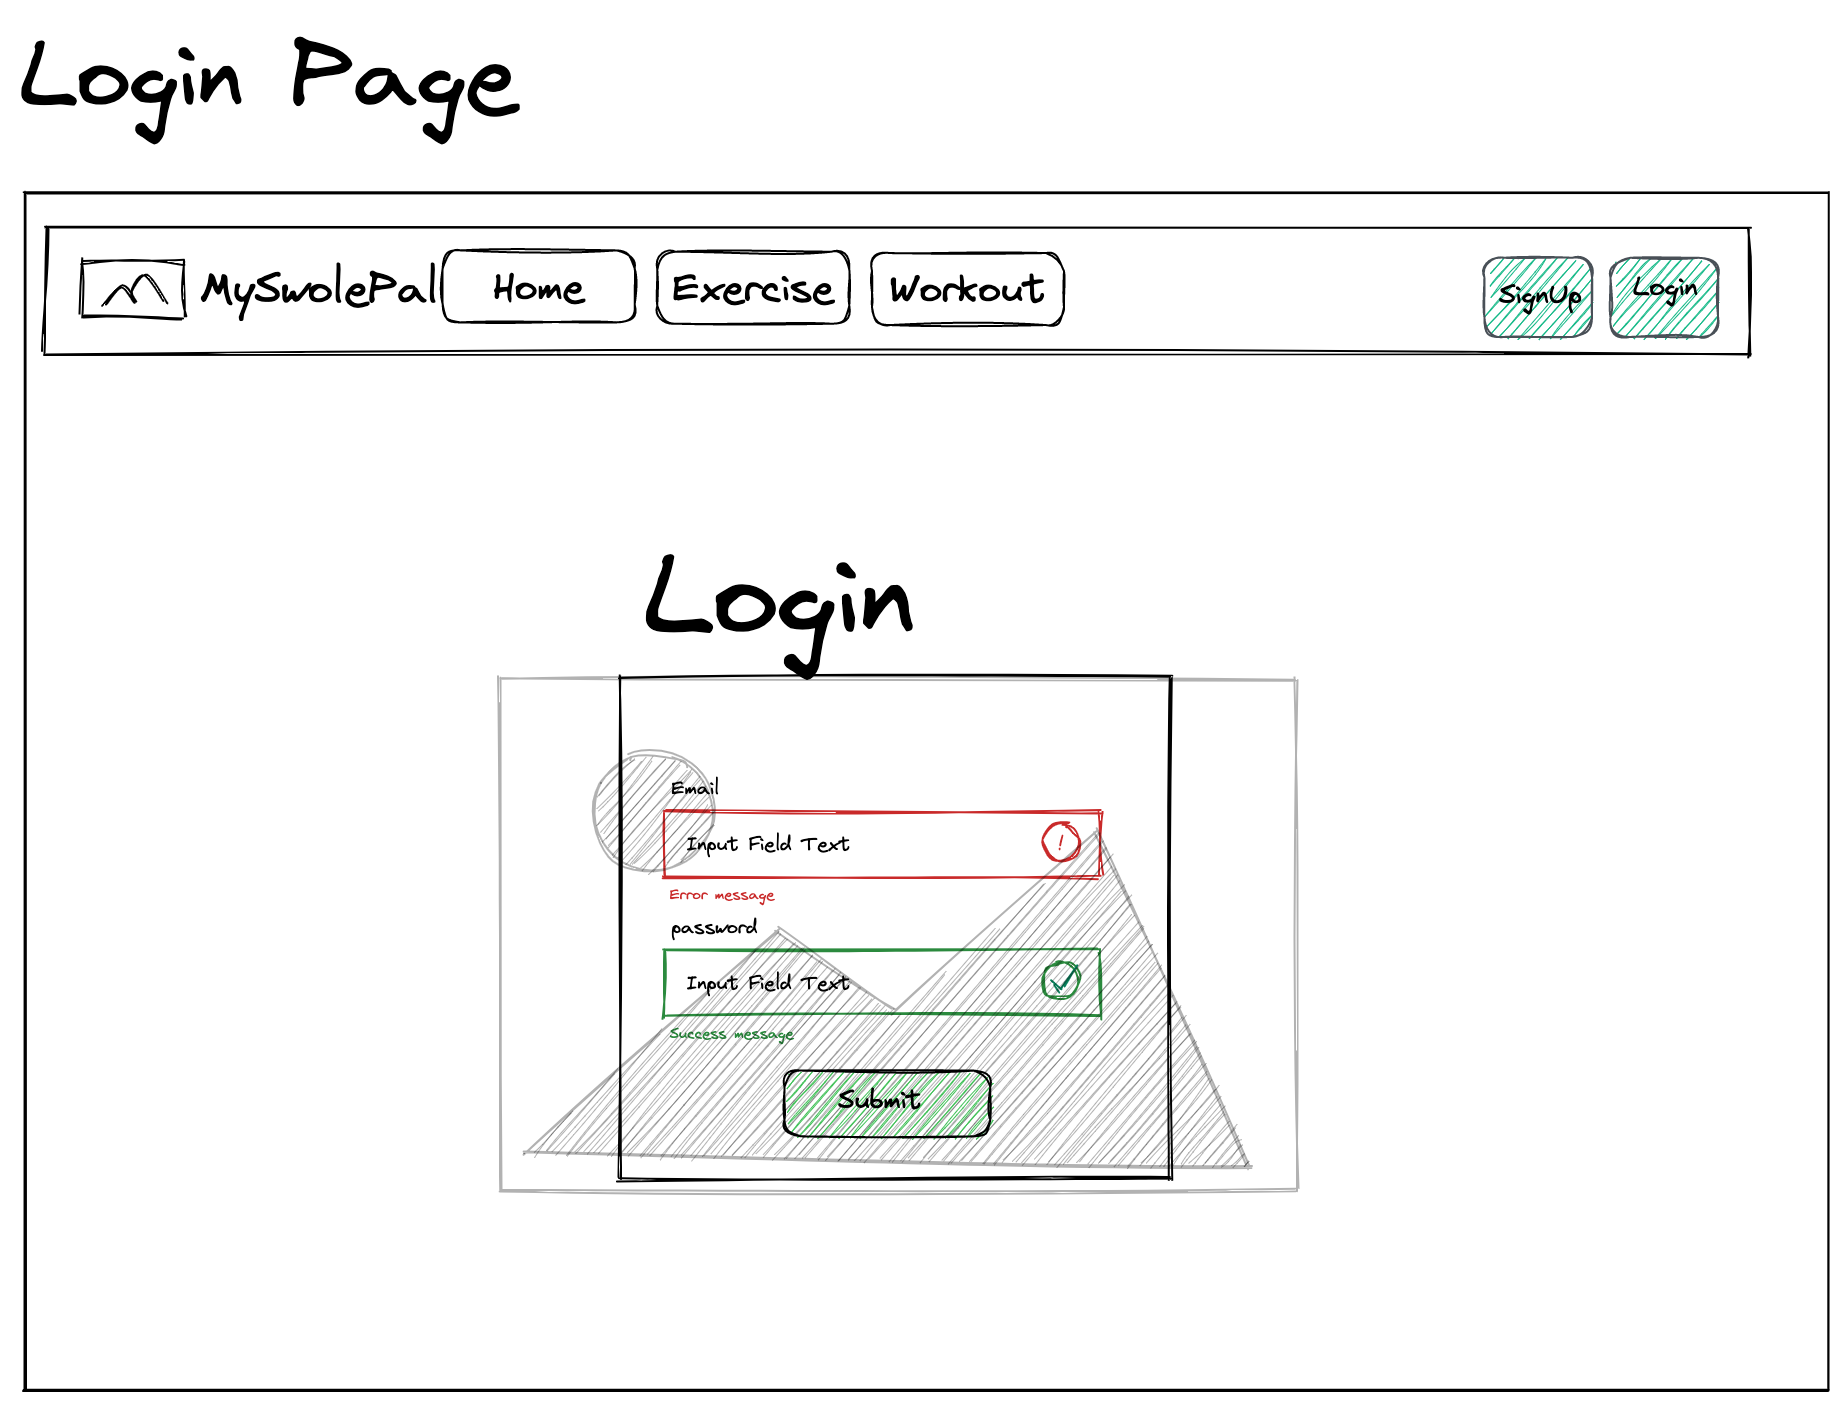 Login Page
MySwolePal Home Exercise Workout SignUp Login
Login
Email
Input Field Text !
Error message
password
Input Field Text
Success message
Submit